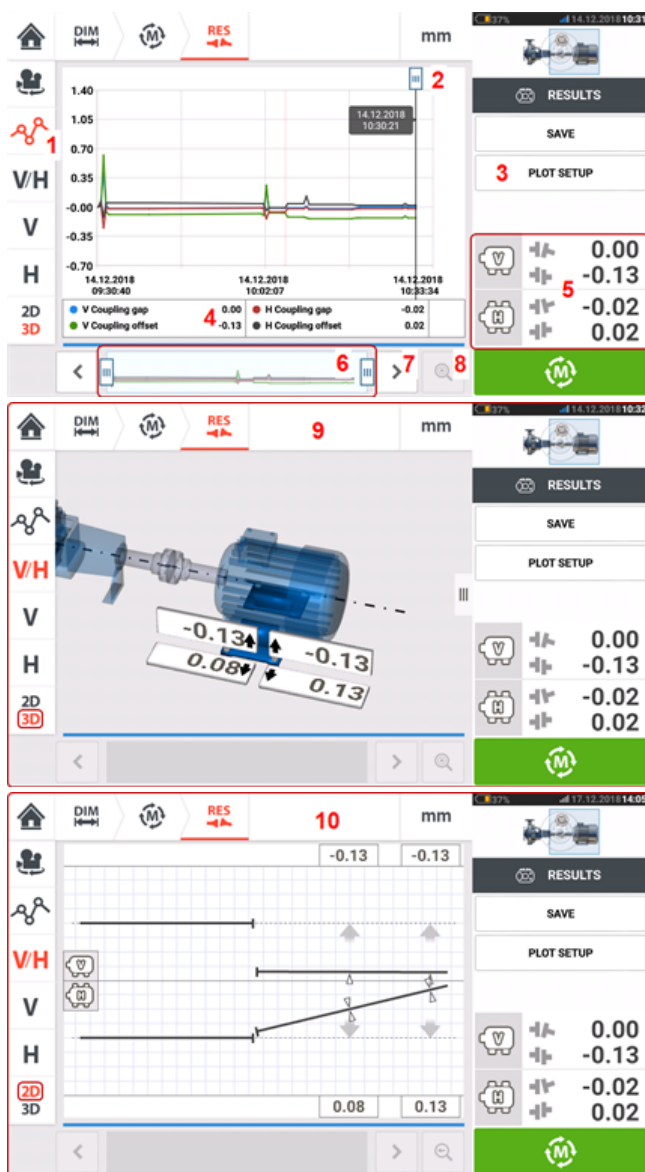 37% 14.12.2018 10:31
DIM M RES mm
RESULTS
SAVE
3 PLOT SETUP
1
V/H
V
H
2D
3D
2
14.12.2018
10:30:21
1.40
1.05
0.70
0.35
-0.00
-0.35
-0.70
14.12.2018 14.12.2018 14.12.2018
09:30:40 10:02:07 10:33:34
V Coupling gap 0.00 H Coupling gap -0.02
V Coupling offset 4 -0.13 H Coupling offset 0.02
6 7 8
V 0.00
-0.13
5
H -0.02
0.02
M
37% 14.12.2018 10:32
DIM M RES 9 mm
RESULTS
SAVE
PLOT SETUP
V/H
V
H
2D
3D
-0.13 -0.13
0.08 0.13
V 0.00
-0.13
H -0.02
0.02
M
37% 17.12.2018 14:05
DIM M RES 10 mm
RESULTS
SAVE
PLOT SETUP
V/H
V
H
2D
3D
-0.13 -0.13
V
H
0.08 0.13
V 0.00
-0.13
H -0.02
0.02
M